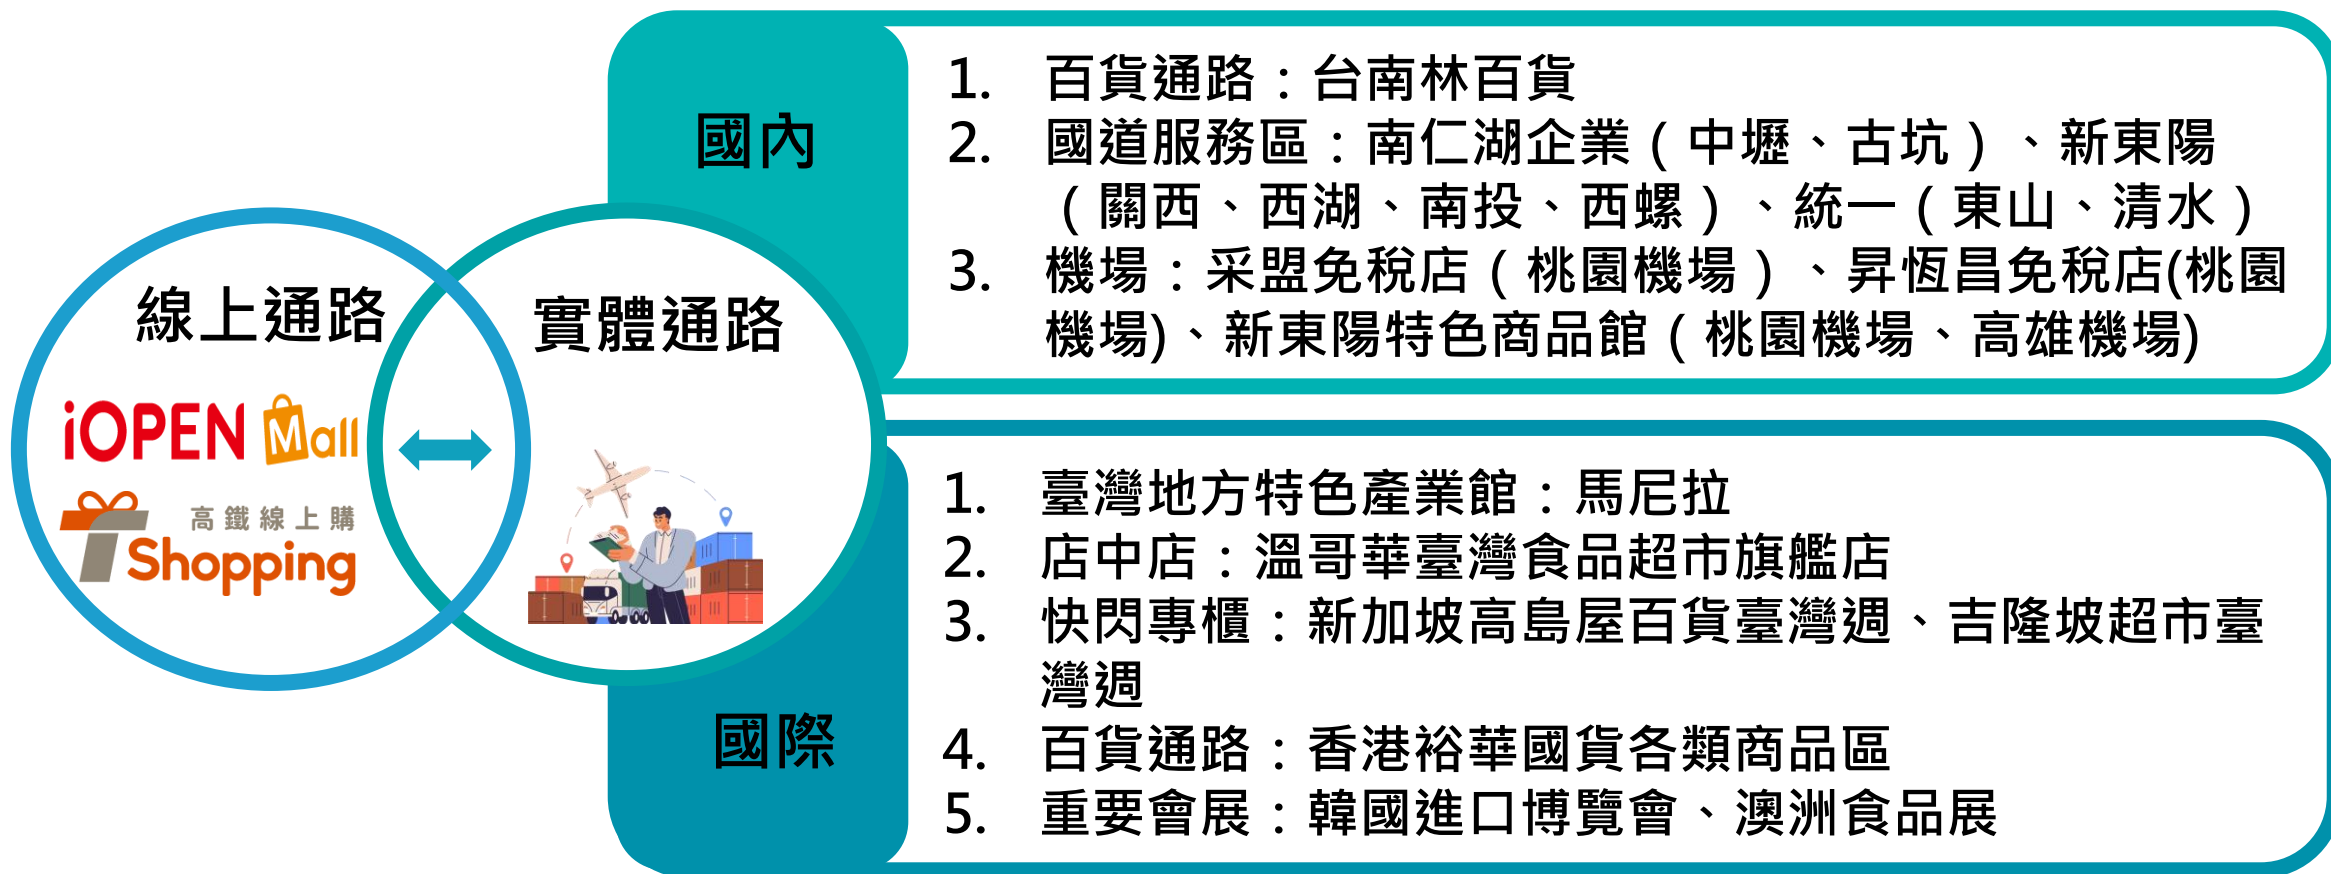 線上通路
iOPEN Mall
高鐵線上購
T Shopping
實體通路
國內
1. 百貨通路：台南林百貨
2. 國道服務區：南仁湖企業（中壢、古坑）、新東陽
（關西、西湖、南投、西螺）、統一（東山、清水）
3. 機場：采盟免稅店（桃園機場）、昇恆昌免稅店(桃園
機場)、新東陽特色商品館（桃園機場、高雄機場)
國際
1. 臺灣地方特色產業館：馬尼拉
2. 店中店：溫哥華臺灣食品超市旗艦店
3. 快閃專櫃：新加坡高島屋百貨臺灣週、吉隆坡超市臺
灣週
4. 百貨通路：香港裕華國貨各類商品區
5. 重要會展：韓國進口博覽會、澳洲食品展